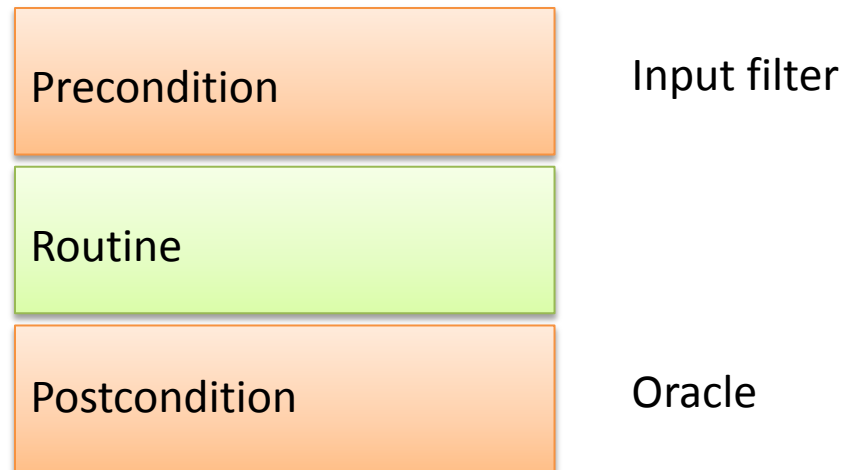 Precondition
Input filter
Routine
Postcondition
Oracle